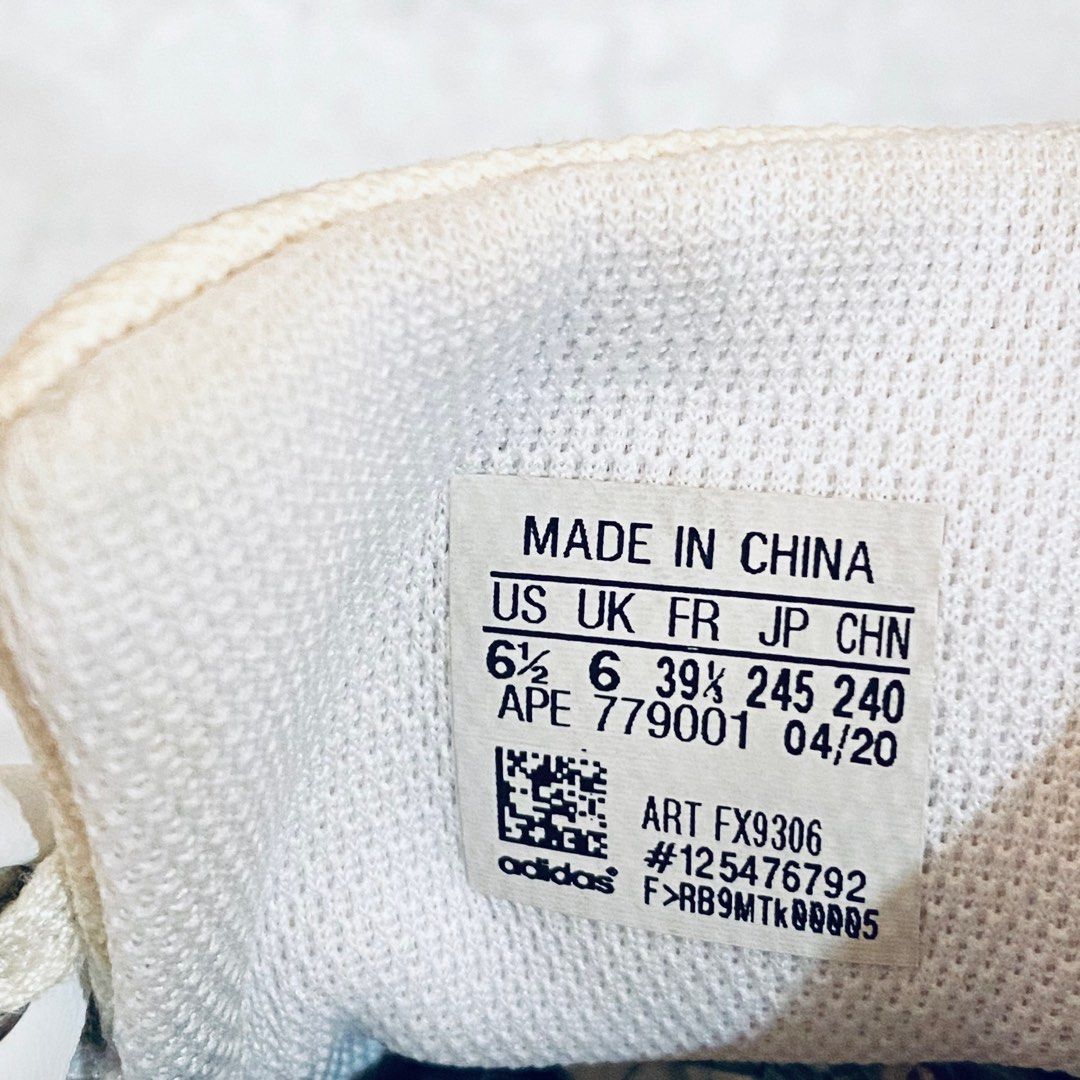 MADE IN CHINA
US UK FR JP CHN
6½ 6 39⅓ 245 240
APE 779001 04/20
ART FX9306
#125476792
adidas
F>RB9MTk00005